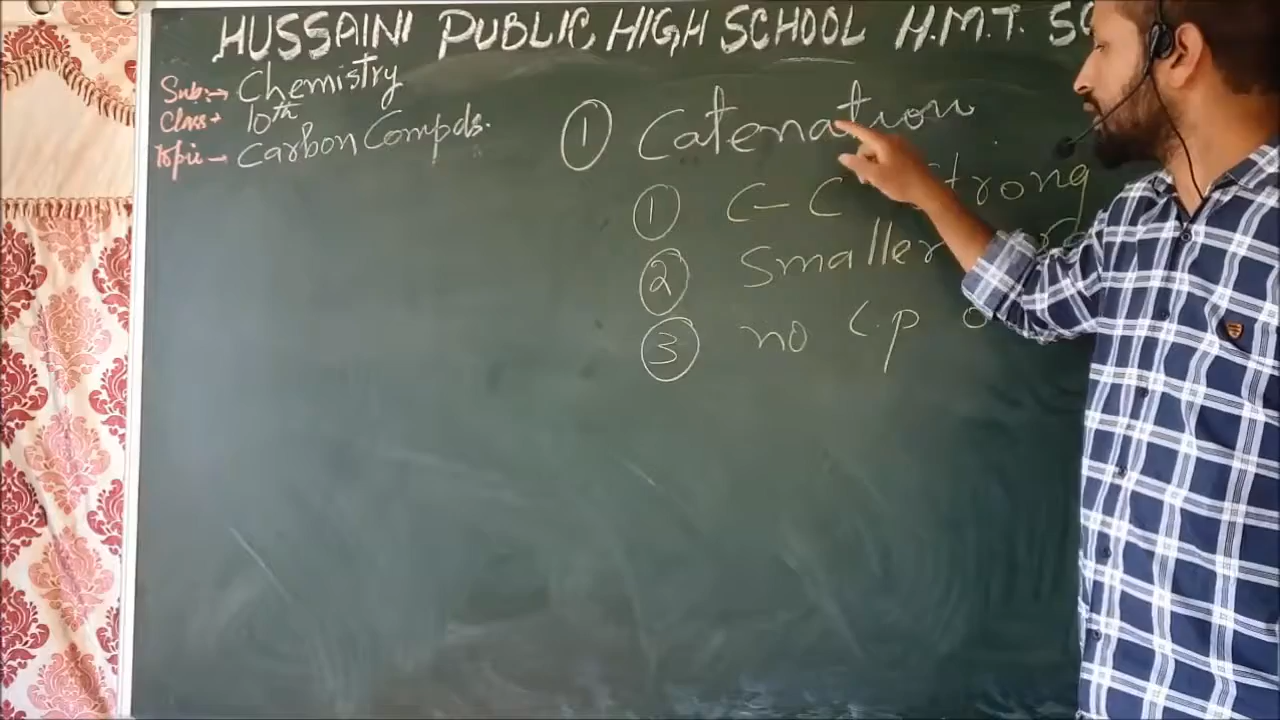 HUSSAINI PUBLIC HIGH SCHOOL H.M.T.
Sub:→ Chemistry
Class→ 10th
Topic→ Carbon Compds.
① Catenation
① C-C Strong
② Smaller
③ no l.p